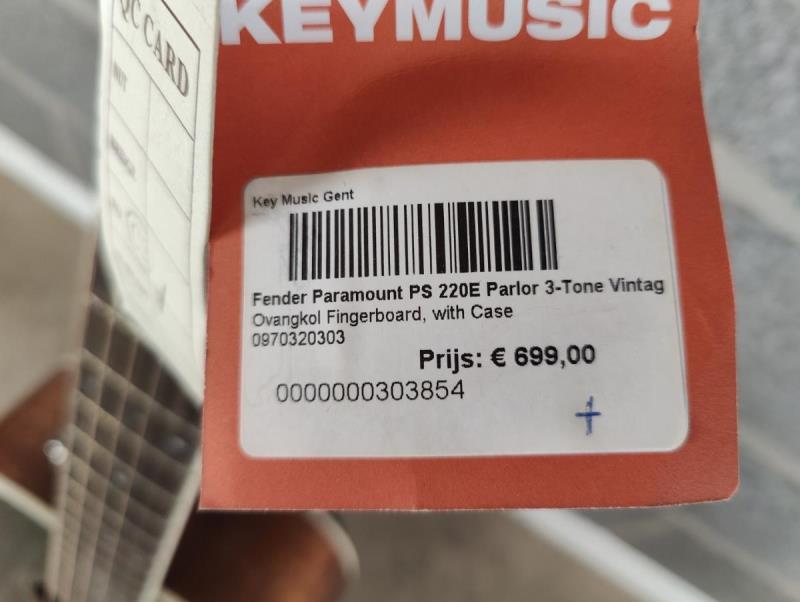 KEYMUSIC
QC CARD
NUT
Key Music Gent
Fender Paramount PS 220E Parlor 3-Tone Vintag
Ovangkol Fingerboard, with Case
0970320303
Prijs: € 699,00
0000000303854
+